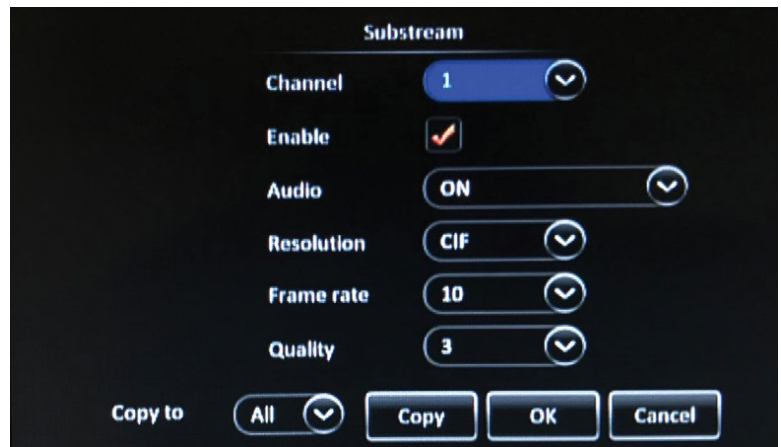 Substream
Channel 1
Enable
Audio ON
Resolution CIF
Frame rate 10
Quality 3
Copy to All Copy OK Cancel